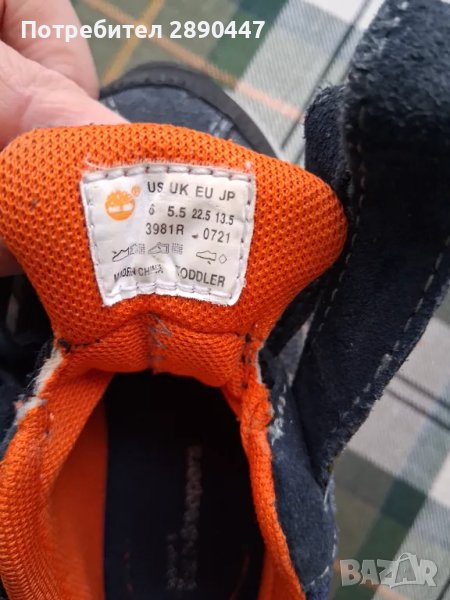 Потребител 2890447
US UK EU JP
6 5.5 22.5 13.5
3981R 0721
MADE IN CHINA TODDLER
BAZAR